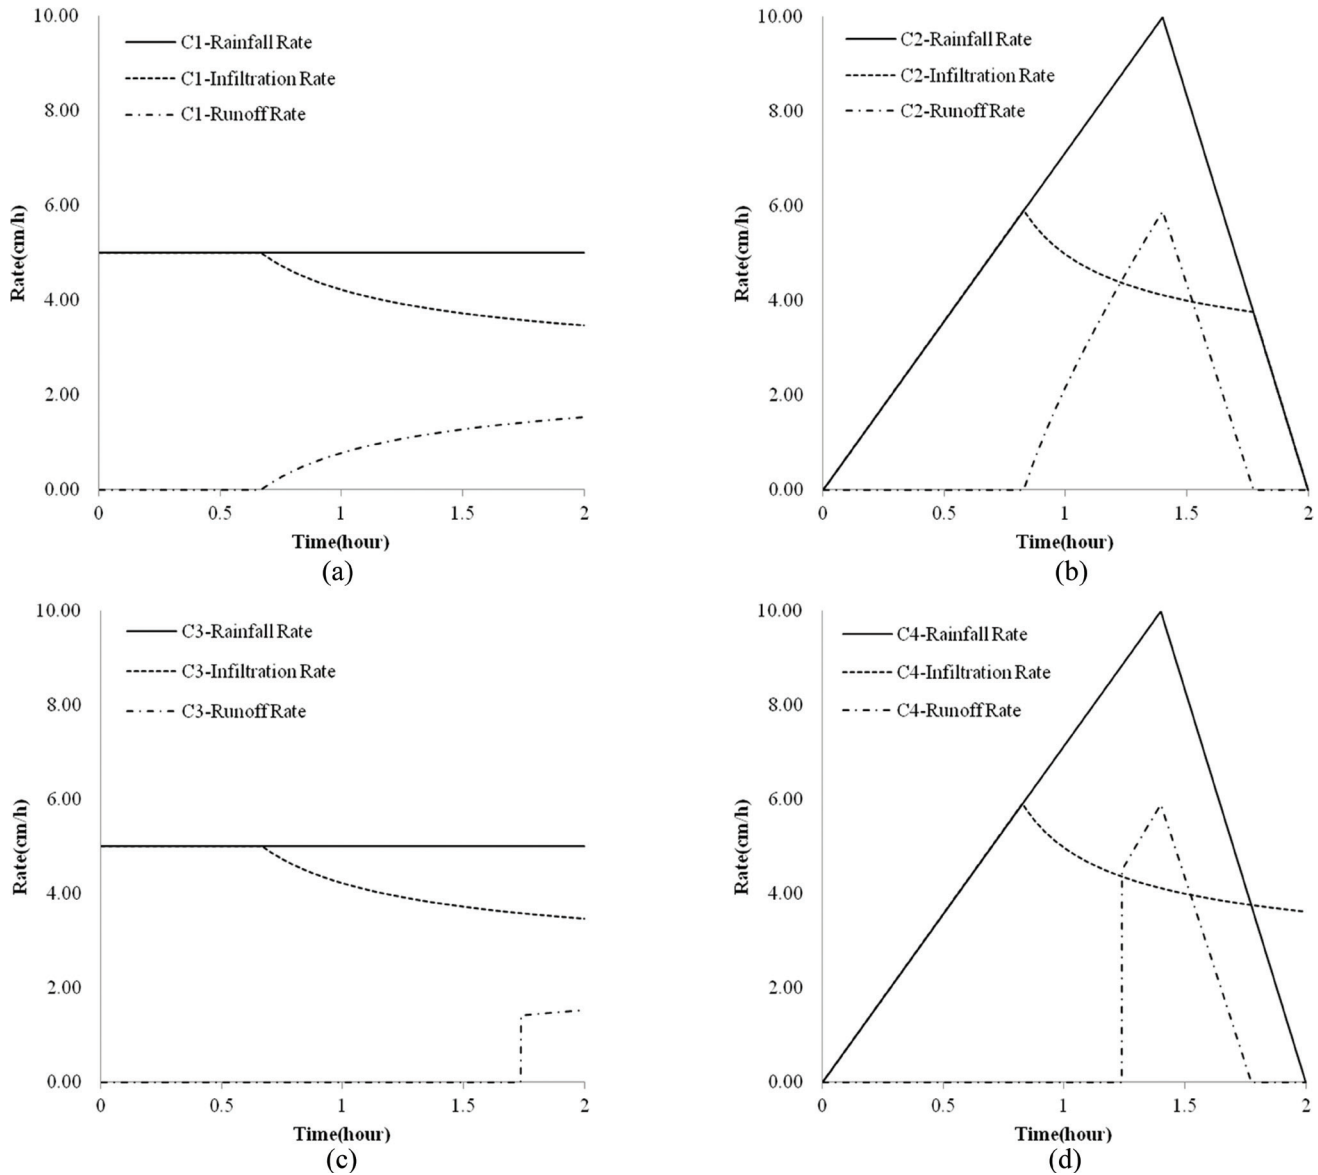 10.00
C1-Rainfall Rate
C1-Infiltration Rate
C1-Runoff Rate
8.00
6.00
4.00
2.00
0.00
Rate(cm/h)
0 0.5 1 1.5 2
Time(hour)
(a)
10.00
C2-Rainfall Rate
C2-Infiltration Rate
C2-Runoff Rate
8.00
6.00
4.00
2.00
0.00
Rate(cm/h)
0 0.5 1 1.5 2
Time(hour)
(b)
10.00
C3-Rainfall Rate
C3-Infiltration Rate
C3-Runoff Rate
8.00
6.00
4.00
2.00
0.00
Rate(cm/h)
0 0.5 1 1.5 2
Time(hour)
(c)
10.00
C4-Rainfall Rate
C4-Infiltration Rate
C4-Runoff Rate
8.00
6.00
4.00
2.00
0.00
Rate(cm/h)
0 0.5 1 1.5 2
Time(hour)
(d)